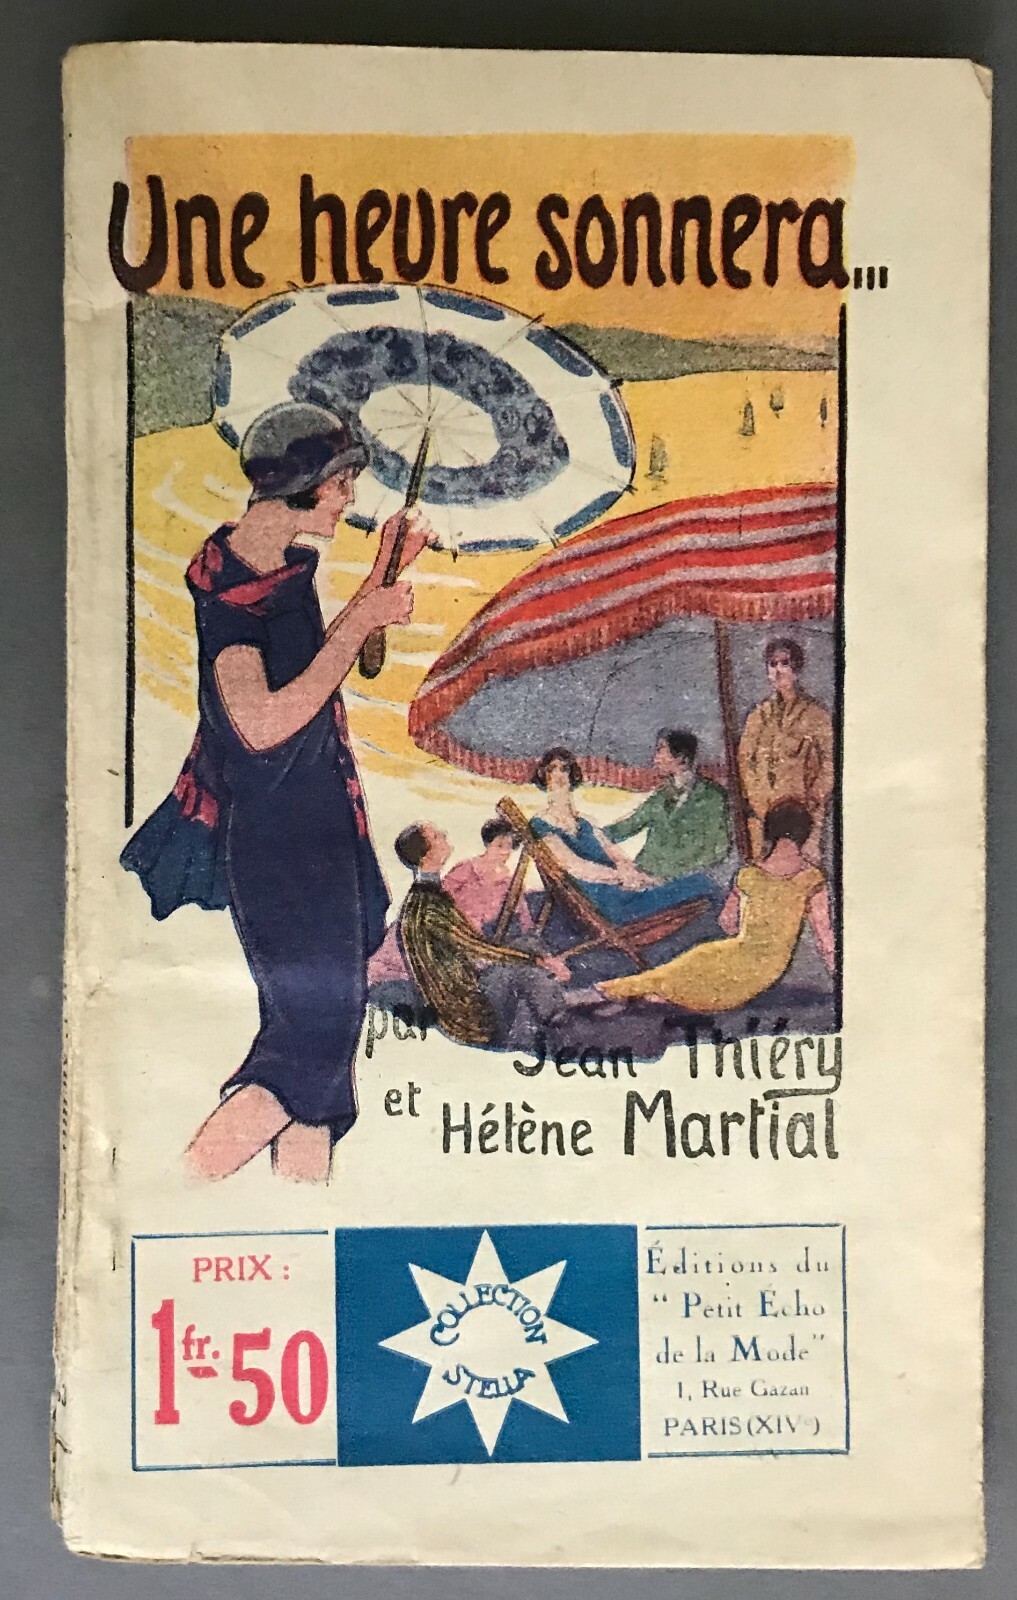 Une heure sonnera...
par Jean Thiéry
et Hélène Martial
PRIX :
1fr.50
COLLECTION
STELLA
Éditions du
“ Petit Écho
de la Mode”
1, Rue Gazan
PARIS (XIVe)